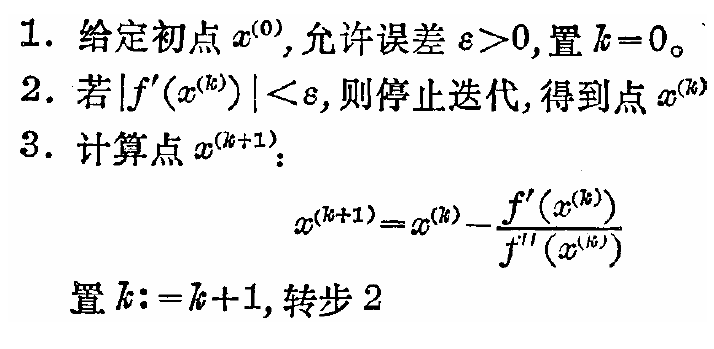 1. 给定初点 x^{(0)},允许误差 ε>0,置 k=0。
2. 若|f′(x^{(k)})|<ε,则停止迭代,得到点 x^{(k)}
3. 计算点 x^{(k+1)}:
x^{(k+1)}=x^{(k)}-\frac{f′(x^{(k)})}{f″(x^{(k)})}
置 k:=k+1,转步 2